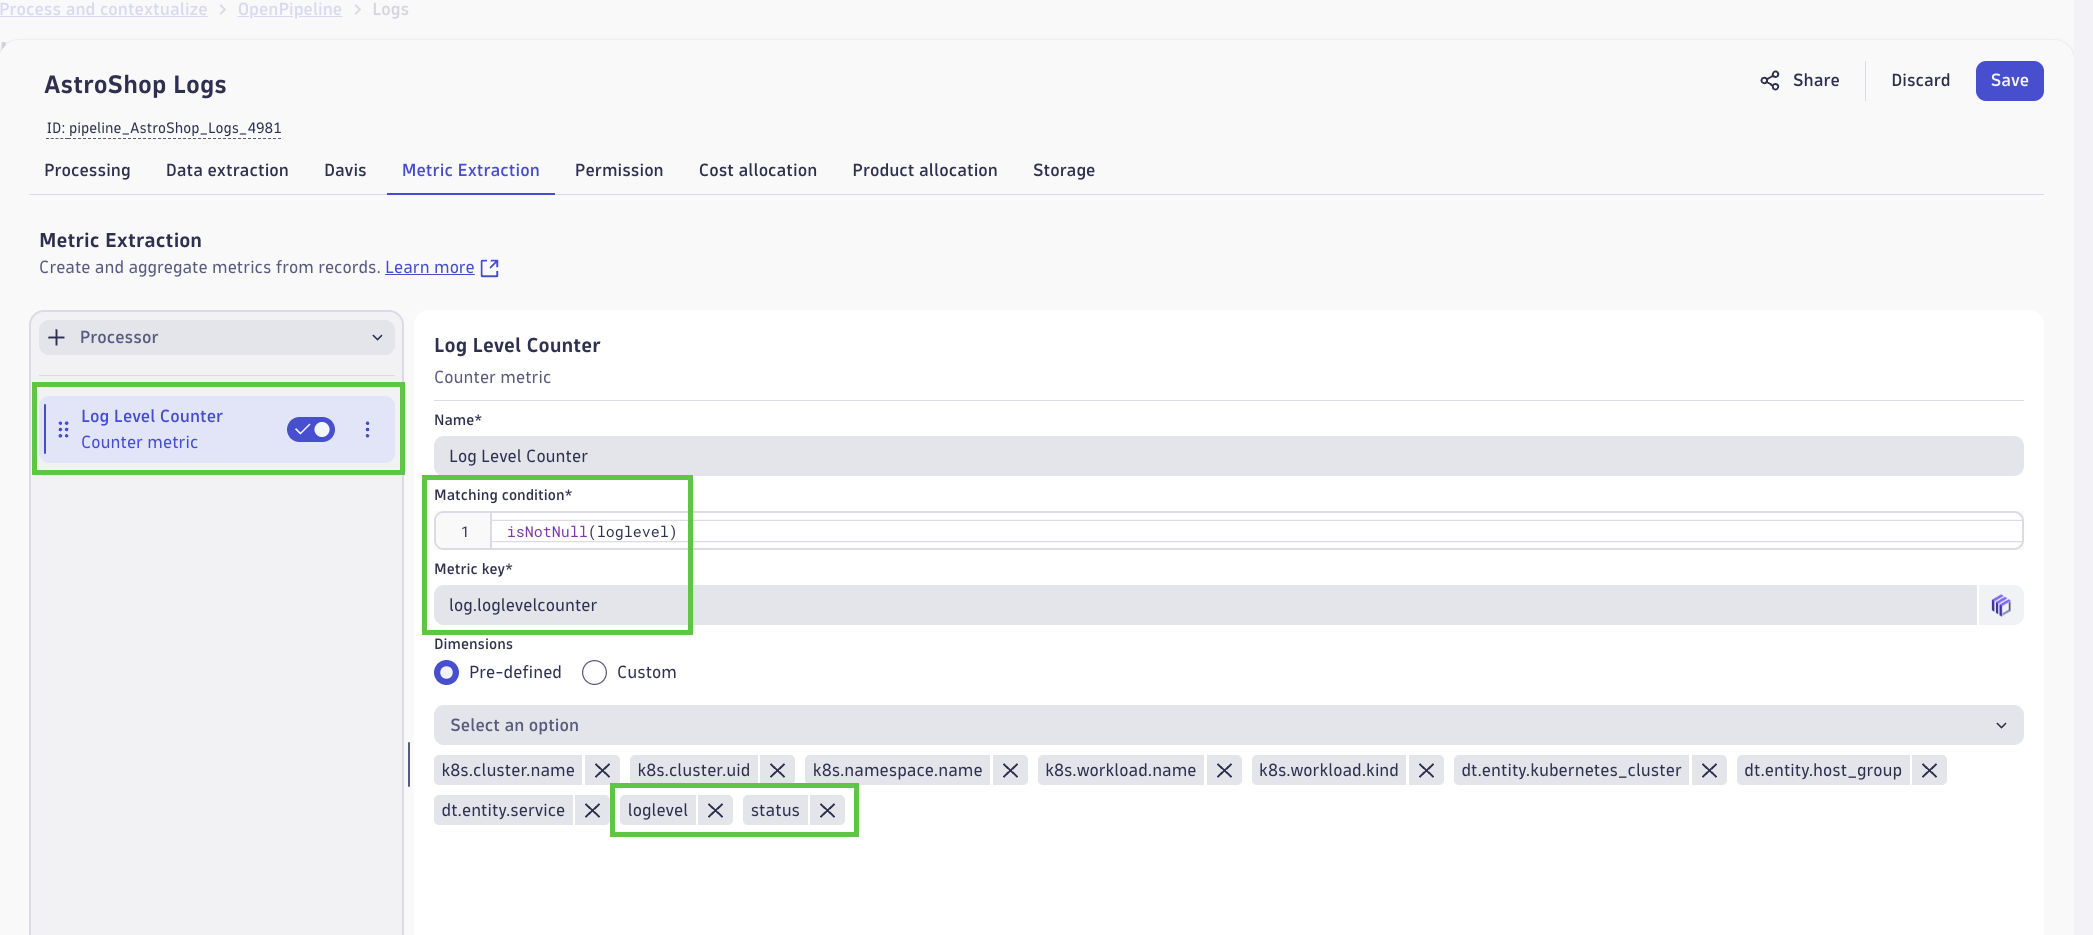 Process and contextualize > OpenPipeline > Logs
AstroShop Logs
Share
Discard
Save
ID: pipeline_AstroShop_Logs_4981
Processing Data extraction Davis Metric Extraction Permission Cost allocation Product allocation Storage
Metric Extraction
Create and aggregate metrics from records. Learn more
Processor
Log Level Counter
Counter metric
Log Level Counter
Counter metric
Name*
Log Level Counter
Matching condition*
1 isNotNull(loglevel)
Metric key*
log.loglevelcounter
Dimensions
Pre-defined Custom
Select an option
k8s.cluster.name k8s.cluster.uid k8s.namespace.name k8s.workload.name k8s.workload.kind dt.entity.kubernetes_cluster dt.entity.host_group
dt.entity.service loglevel status